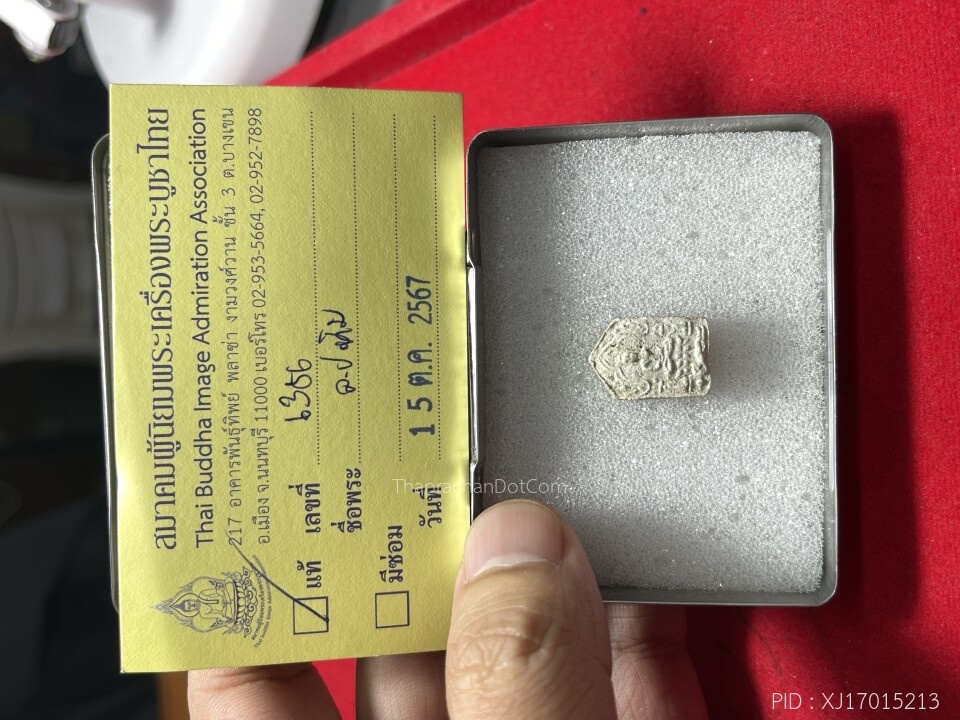 สมาคมผู้นิยมพระเครื่องพระบูชาไทย
Thai Buddha Image Admiration Association
217 อาคารพันธุ์ทิพย์ พลาซ่า งามวงศ์วาน ชั้น 3 ต.บางเขน
อ.เมือง จ.นนทบุรี 11000 เบอร์โทร 02-953-5664, 02-952-7898
แท้ เลขที่
ชื่อพระ
มีซ่อม
วันที่ 15 ต.ค. 2567
ThaprachanDotCom
PID : XJ17015213